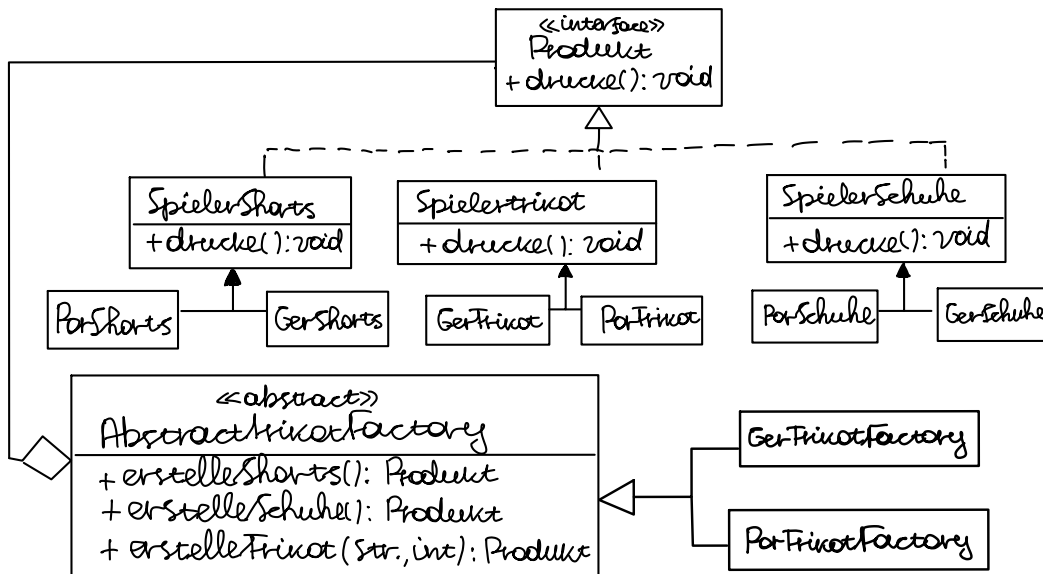 <<interface>>
Produkt
+ drucke(): void
SpielerShorts
+ drucke(): void
Spielertrikot
+ drucke(): void
SpielerSchuhe
+ drucke(): void
PorShorts
GerShorts
GerTrikot
PorTrikot
PorSchuhe
GerSchuhe
<<abstract>>
AbstractTrikotFactory
+ erstelleShorts(): Produkt
+ erstelleSchuhe(): Produkt
+ erstelleTrikot(str., int): Produkt
GerTrikotFactory
PorTrikotFactory